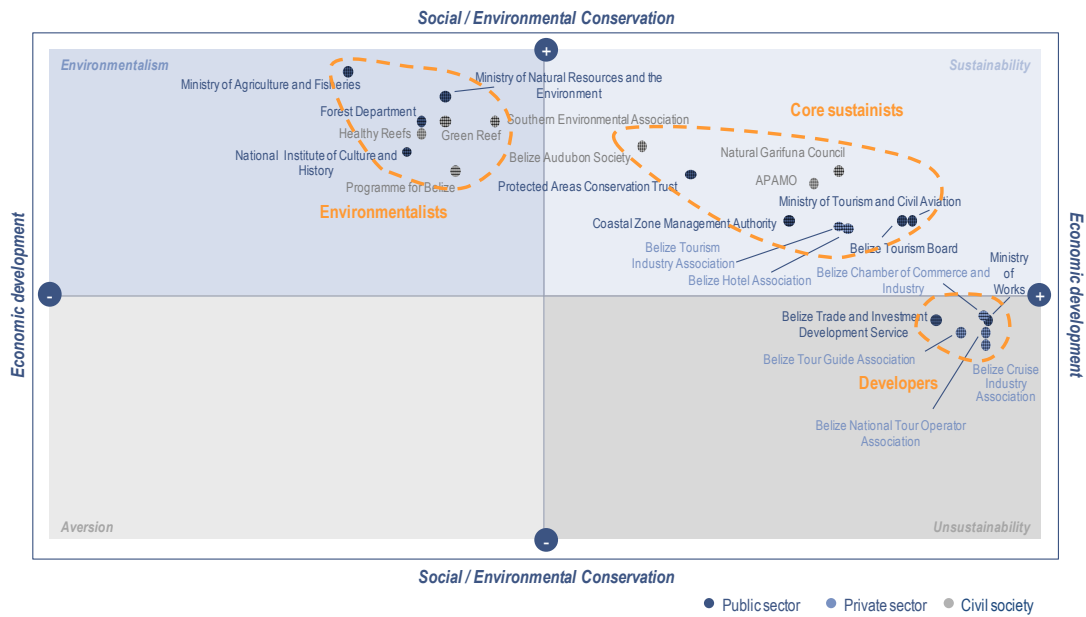 Social / Environmental Conservation
+
Environmentalism
Sustainability
Ministry of Agriculture and Fisheries
Ministry of Natural Resources and the
Environment
Forest Department
Southern Environmental Association
Healthy Reefs
Green Reef
National Institute of Culture and
History
Programme for Belize
Environmentalists
Core sustainists
Belize Audubon Society
Natural Garifuna Council
Protected Areas Conservation Trust
APAMO
Ministry of Tourism and Civil Aviation
Coastal Zone Management Authority
Belize Tourism
Industry Association
Belize Tourism Board
Belize Hotel Association
Belize Chamber of Commerce and
Industry
Ministry
of
Works
Economic development
-
+
Economic development
Belize Trade and Investment
Development Service
Belize Tour Guide Association
Developers
Belize Cruise
Industry
Association
Belize National Tour Operator
Association
Aversion
Unsustainability
-
Social / Environmental Conservation
Public sector
Private sector
Civil society